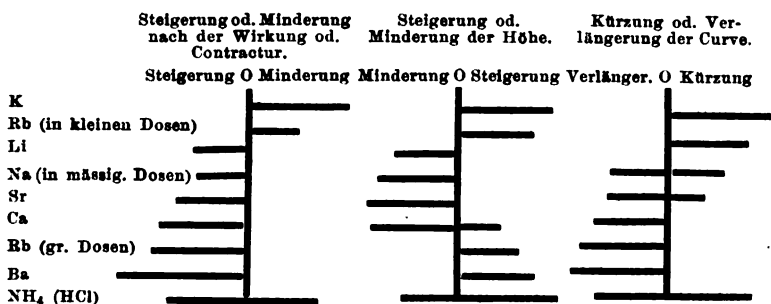 Steigerung od. Minderung
nach der Wirkung od.
Contractur.
Steigerung od.
Minderung der Höhe.
Kürzung od. Ver-
längerung der Curve.
Steigerung O Minderung Minderung O Steigerung Verlänger. O Kürzung
K
Rb (in kleinen Dosen)
Li
Na (in mässig. Dosen)
Sr
Ca
Rb (gr. Dosen)
Ba
NH₄ (HCl)